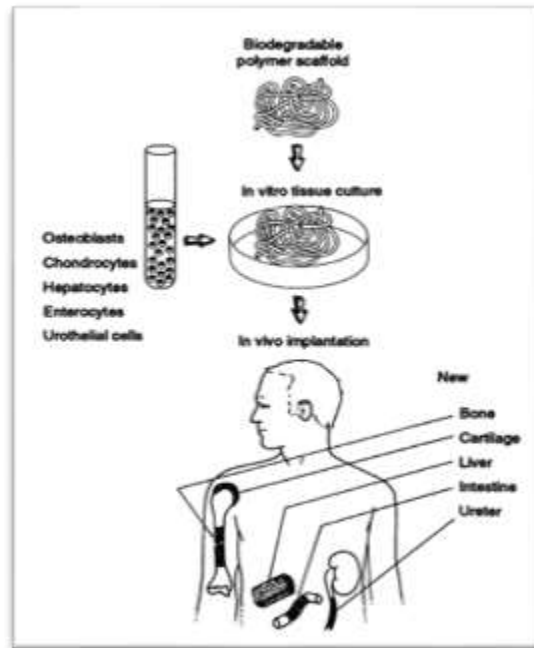 Biodegradable
polymer scaffold
In vitro tissue culture
Osteoblasts
Chondrocytes
Hepatocytes
Enterocytes
Urothelial cells
In vivo implantation
New
Bone
Cartilage
Liver
Intestine
Ureter